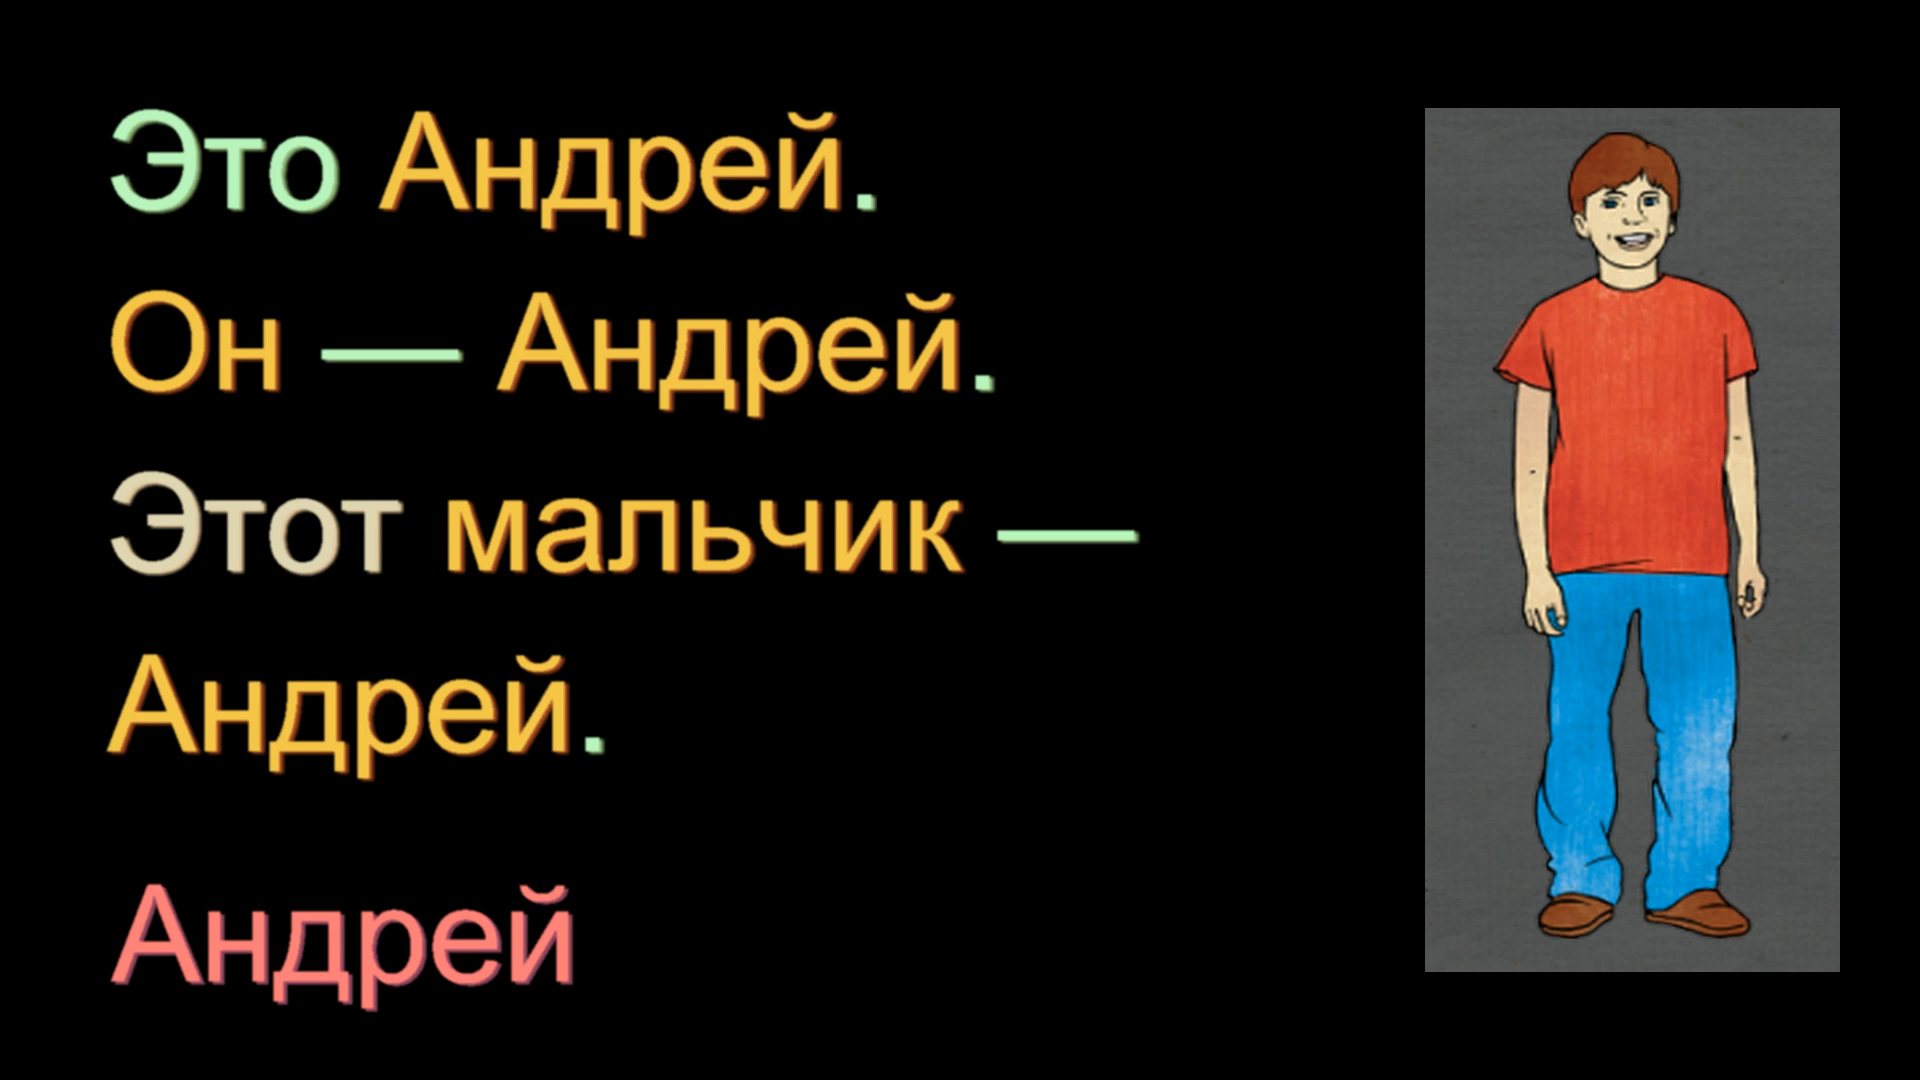 Это Андрей.
Он — Андрей.
Этот мальчик —
Андрей.
Андрей